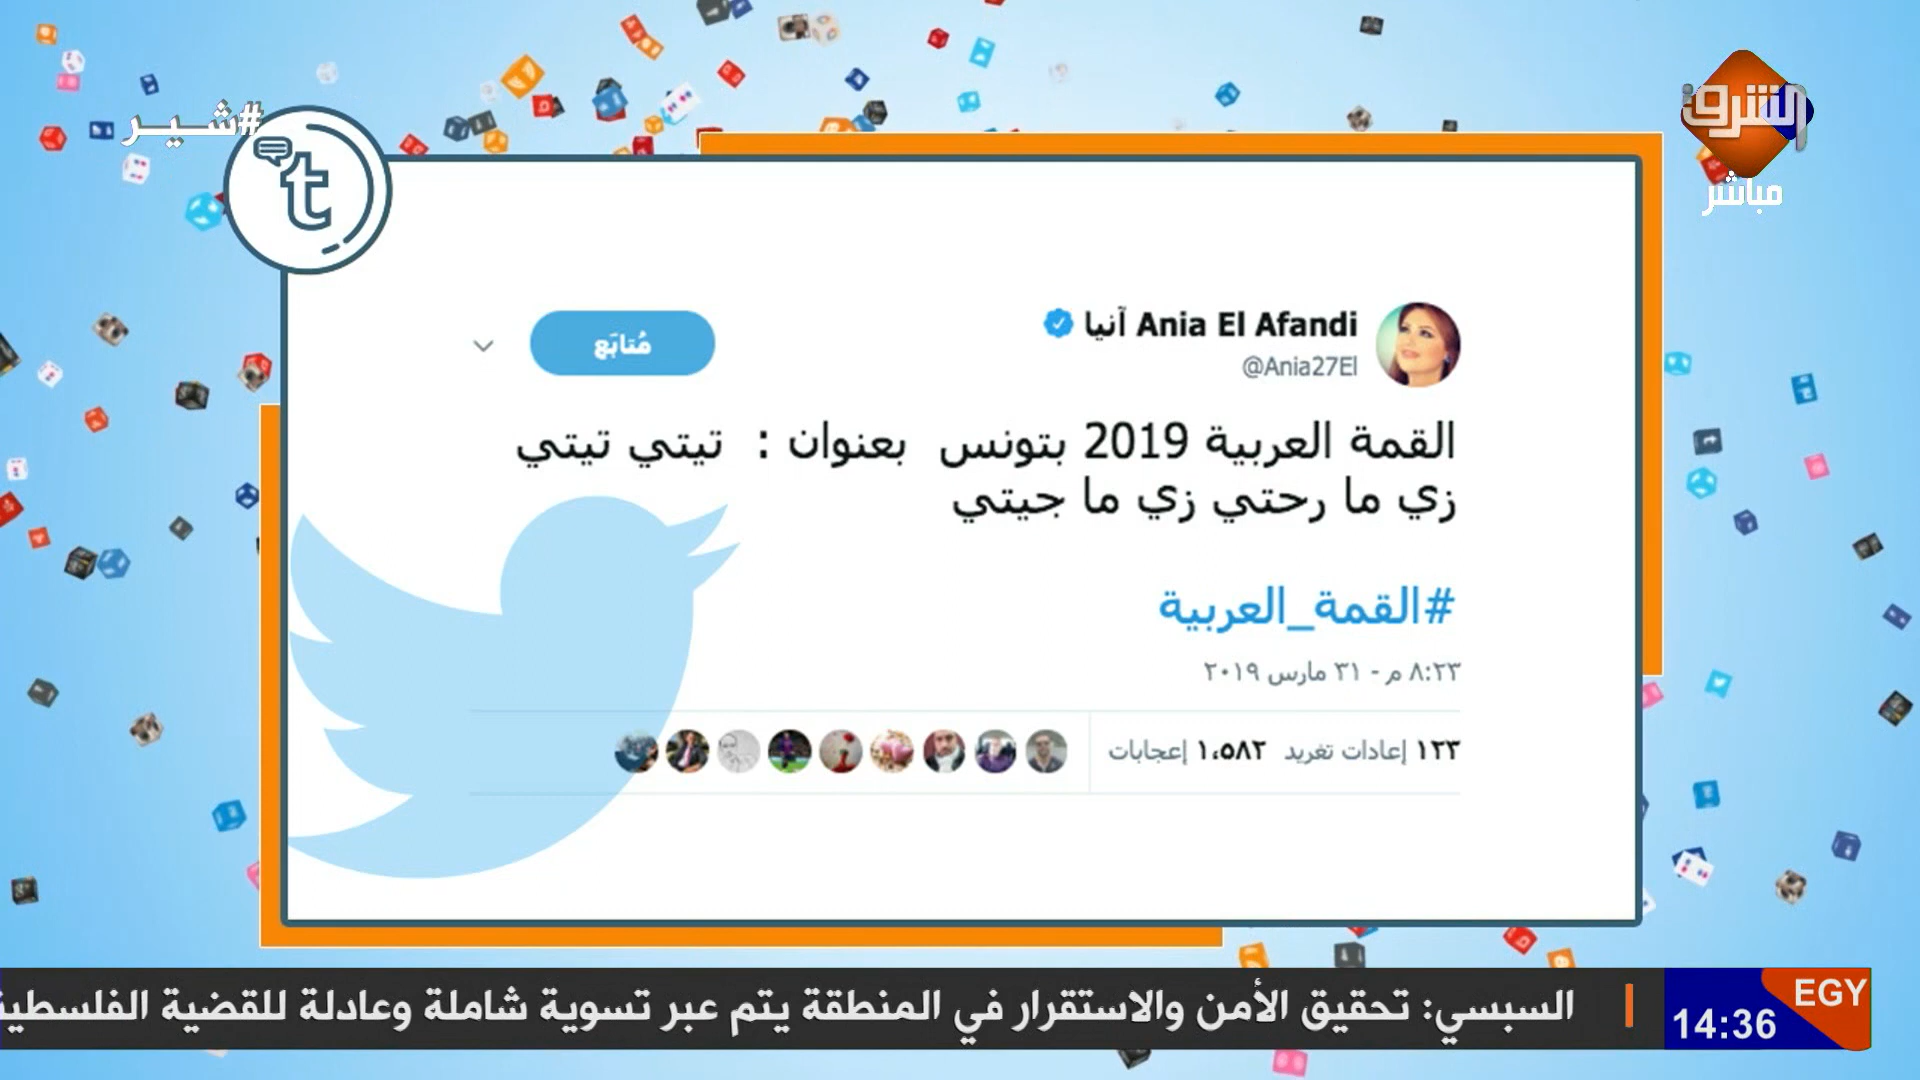 #شير
الشرق
مباشر
t
آنيا Ania El Afandi
@Ania27El
مُتابَع
القمة العربية 2019 بتونس بعنوان : تيتي تيتي
زي ما رحتي زي ما جيتي
#القمة_العربية
٨:٢٣ م - ٣١ مارس ٢٠١٩
١٢٣ إعادات تغريد ١،٥٨٢ إعجابات
EGY
14:36
السبسي: تحقيق الأمن والاستقرار في المنطقة يتم عبر تسوية شاملة وعادلة للقضية